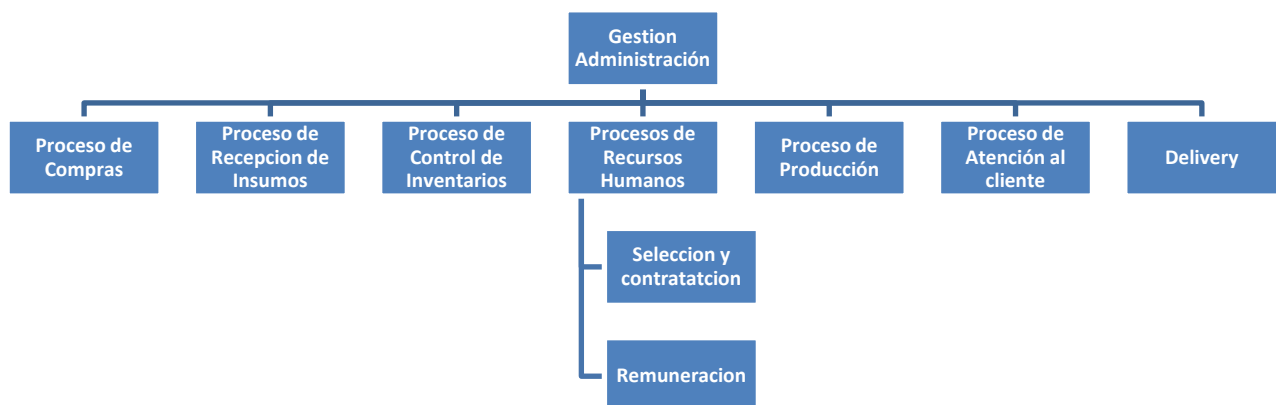 Gestion
Administración
Proceso de
Compras
Proceso de
Recepcion de
Insumos
Proceso de
Control de
Inventarios
Procesos de
Recursos
Humanos
Proceso de
Producción
Proceso de
Atención al
cliente
Delivery
Seleccion y
contratatcion
Remuneracion